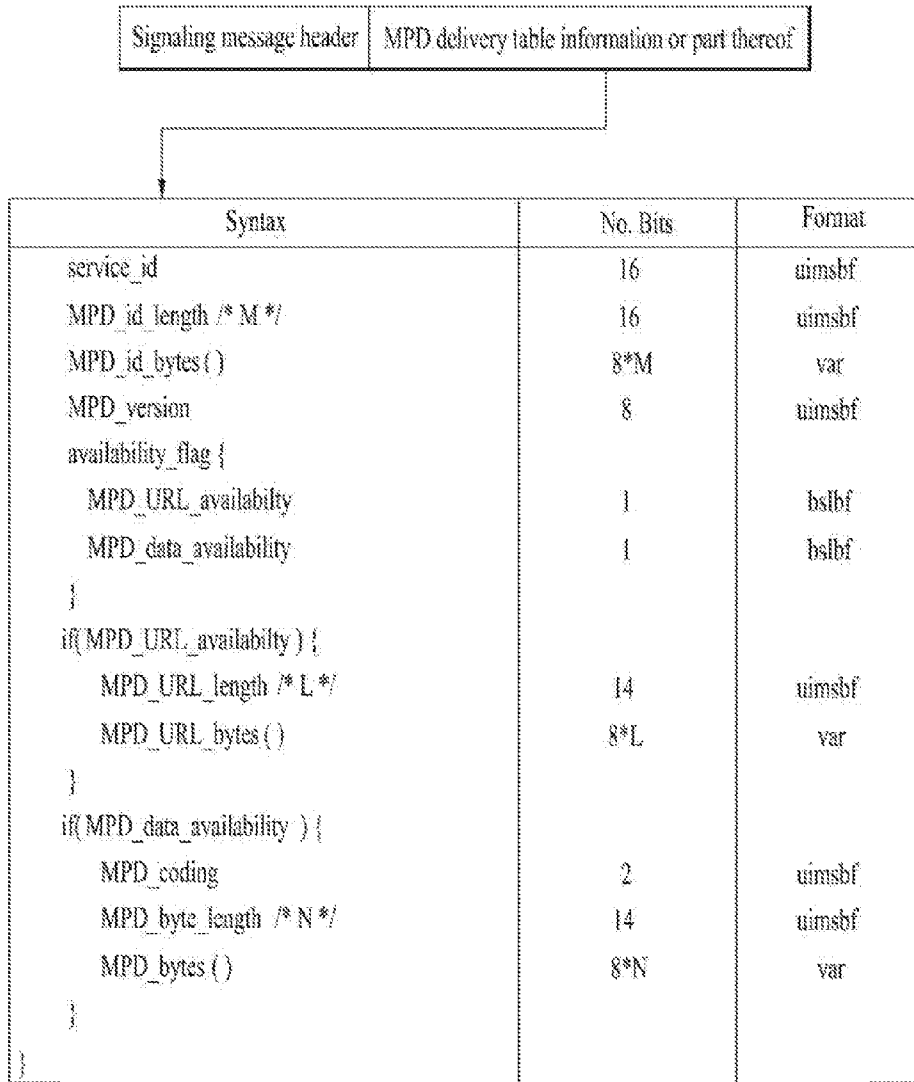 Signaling message header MPD delivery table information or part thereof
Syntax No. Bits Format
service_id 16 uimsbf
MPD_id_length /* M */ 16 uimsbf
MPD_id_bytes( ) 8*M var
MPD_version 8 uimsbf
availability_flag {
MPD_URL_availabilty 1 bslbf
MPD_data_availability 1 bslbf
}
if(MPD_URL_availabilty ) {
MPD_URL_length /* L */ 14 uimsbf
MPD_URL_bytes ( ) 8*L var
}
if(MPD_data_availability ) {
MPD_coding 2 uimsbf
MPD_byte_length /* N */ 14 uimsbf
MPD_bytes () 8*N var
}
}